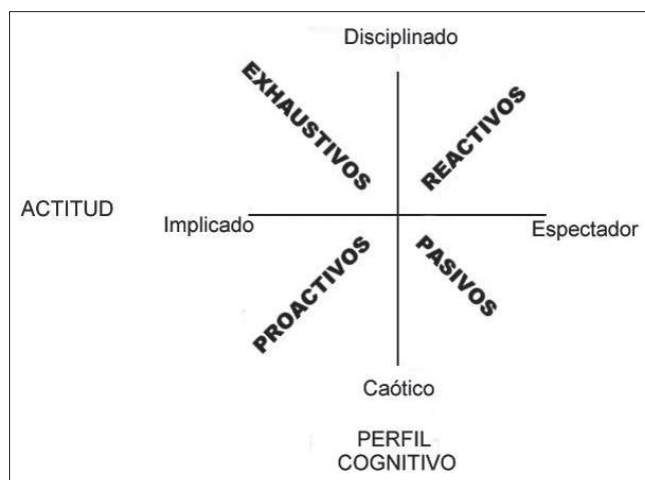 Disciplinado
EXHAUSTIVOS
REACTIVOS
ACTITUD
Implicado
Espectador
PROACTIVOS
PASIVOS
Caótico
PERFIL
COGNITIVO